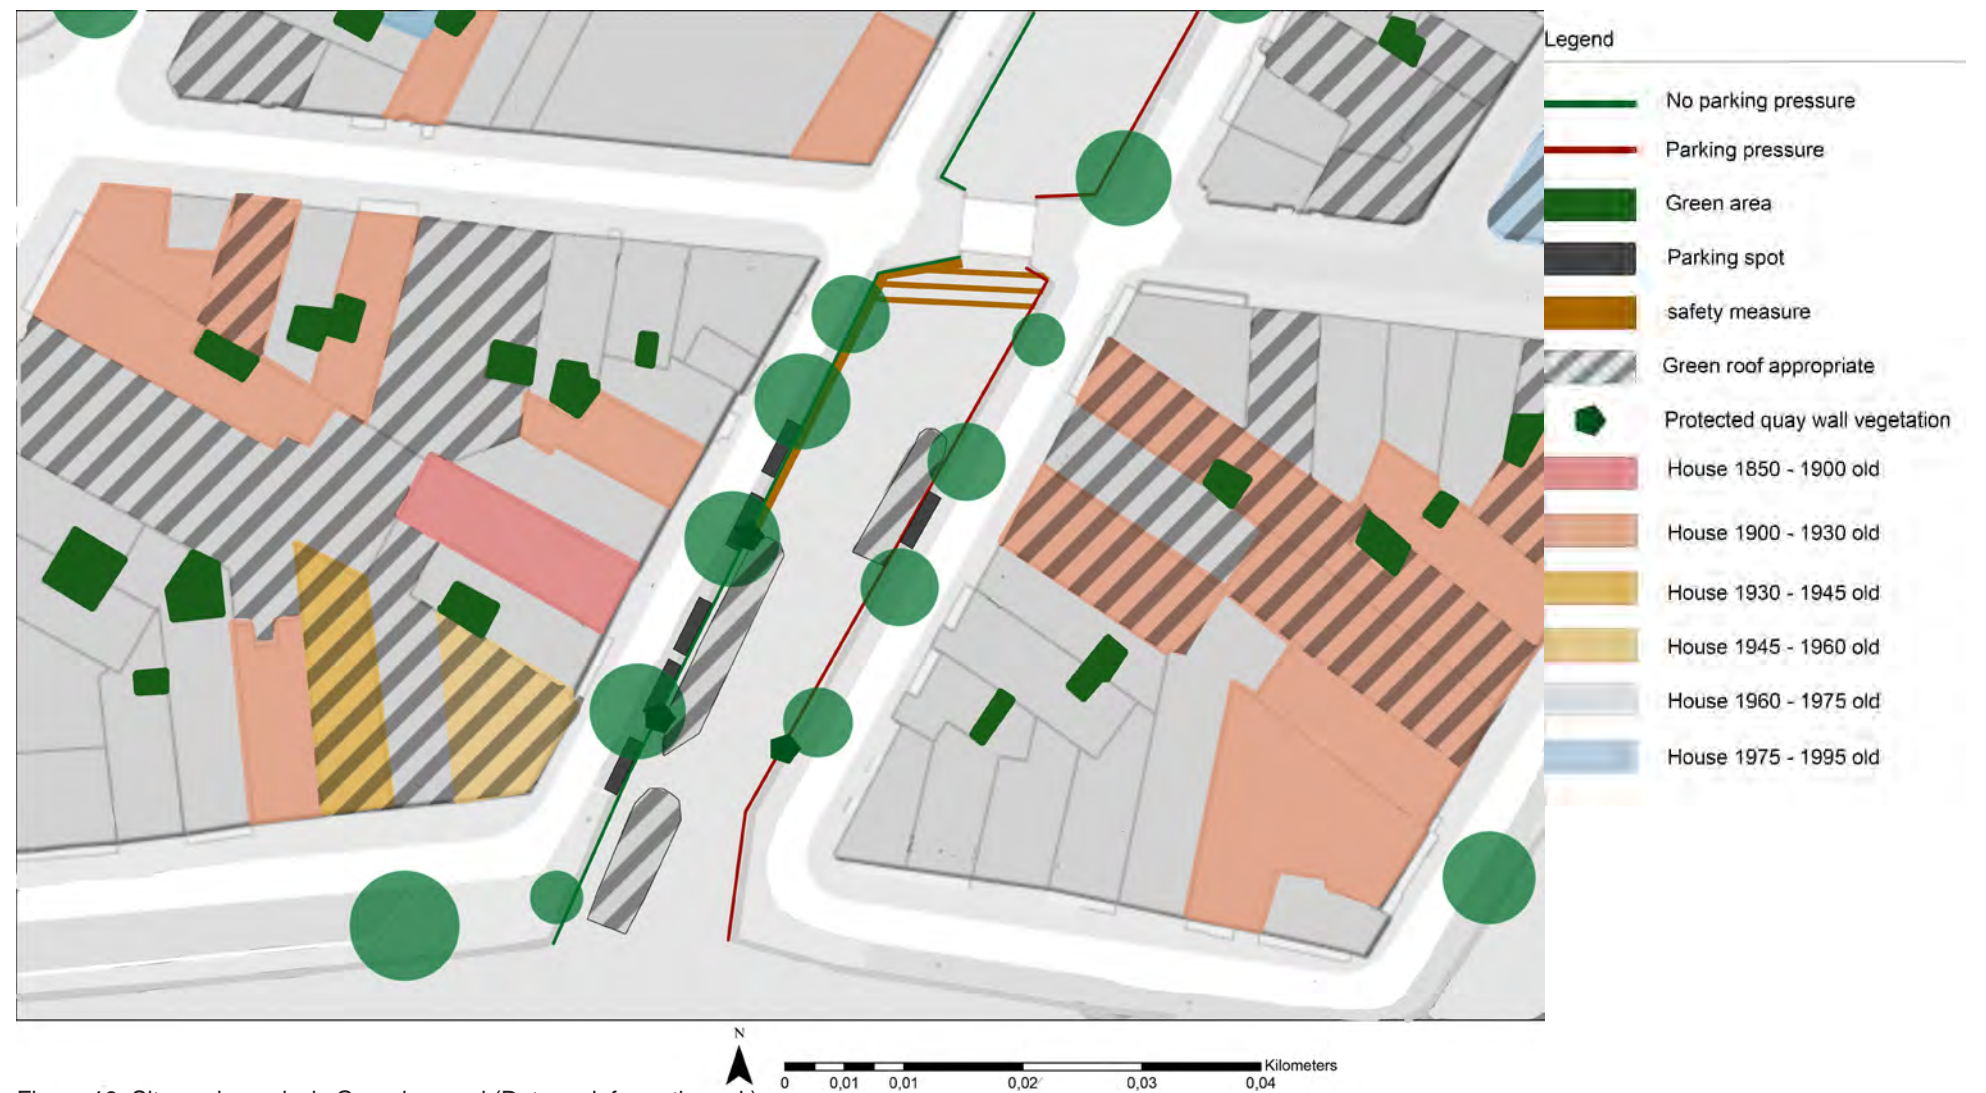 Legend
No parking pressure
Parking pressure
Green area
Parking spot
safety measure
Green roof appropriate
Protected quay wall vegetation
House 1850 - 1900 old
House 1900 - 1930 old
House 1930 - 1945 old
House 1945 - 1960 old
House 1960 - 1975 old
House 1975 - 1995 old
N
Kilometers
0 0,01 0,01 0,02 0,03 0,04